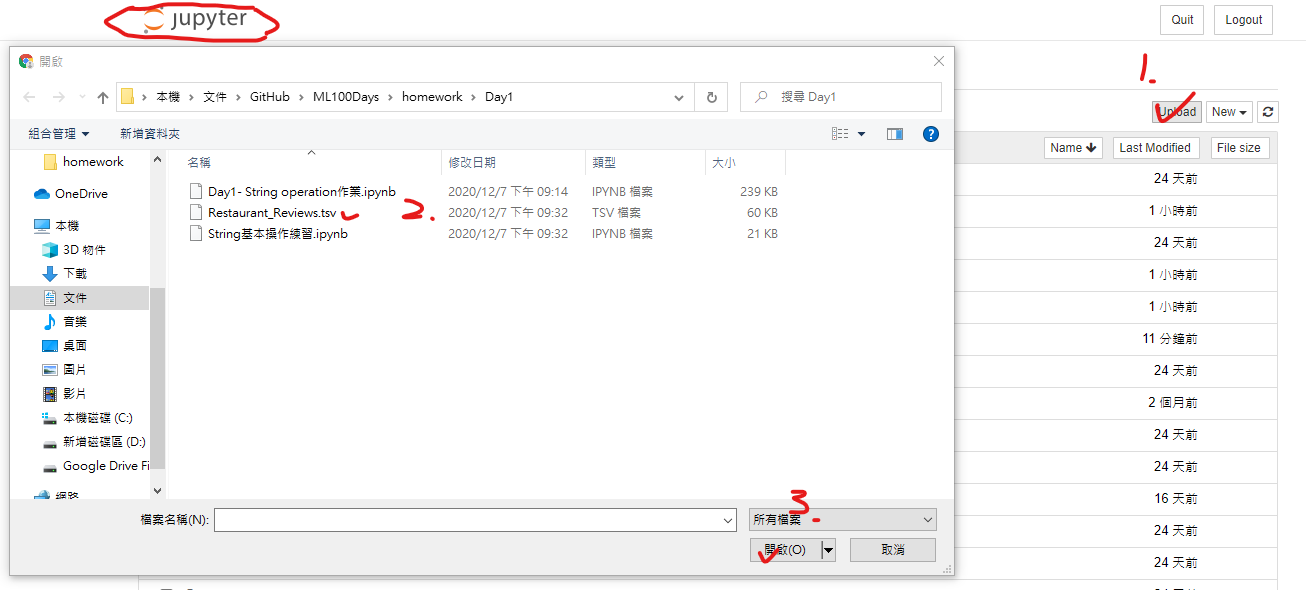 jupyter
Quit
Logout
開啟
本機 > 文件 > GitHub > ML100Days > homework > Day1
搜尋 Day1
1.
Upload
New
組合管理
新增資料夾
Name
Last Modified
File size
homework
OneDrive
本機
3D 物件
下載
文件
音樂
桌面
圖片
影片
本機磁碟 (C:)
新增磁碟區 (D:)
Google Drive Fi
網路
名稱
修改日期
類型
大小
Day1- String operation作業.ipynb
2020/12/7 下午 09:14
IPYNB 檔案
239 KB
Restaurant_Reviews.tsv
2.
2020/12/7 下午 09:32
TSV 檔案
60 KB
String基本操作練習.ipynb
2020/12/7 下午 09:32
IPYNB 檔案
21 KB
24 天前
1 小時前
24 天前
1 小時前
1 小時前
11 分鐘前
24 天前
2 個月前
24 天前
24 天前
16 天前
24 天前
24 天前
3.
檔案名稱(N):
所有檔案
開啟(O)
取消